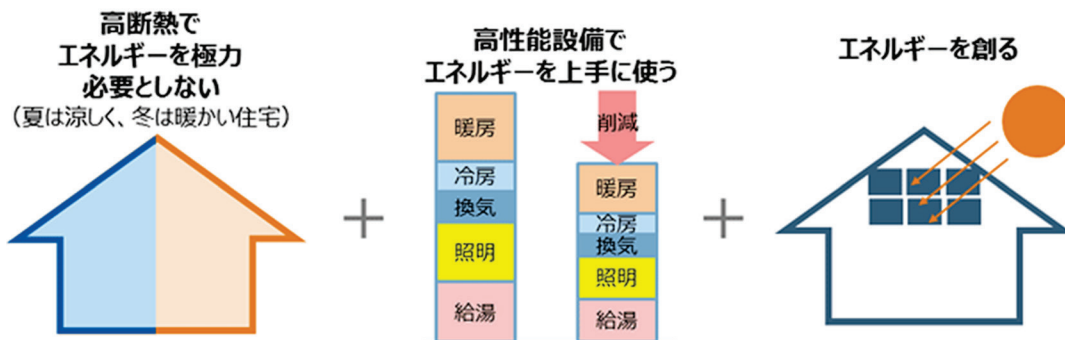 高断熱で
エネルギーを極力
必要としない
（夏は涼しく、冬は暖かい住宅）
高性能設備で
エネルギーを上手に使う
暖房
冷房
換気
照明
給湯
削減
暖房
冷房
換気
照明
給湯
エネルギーを創る